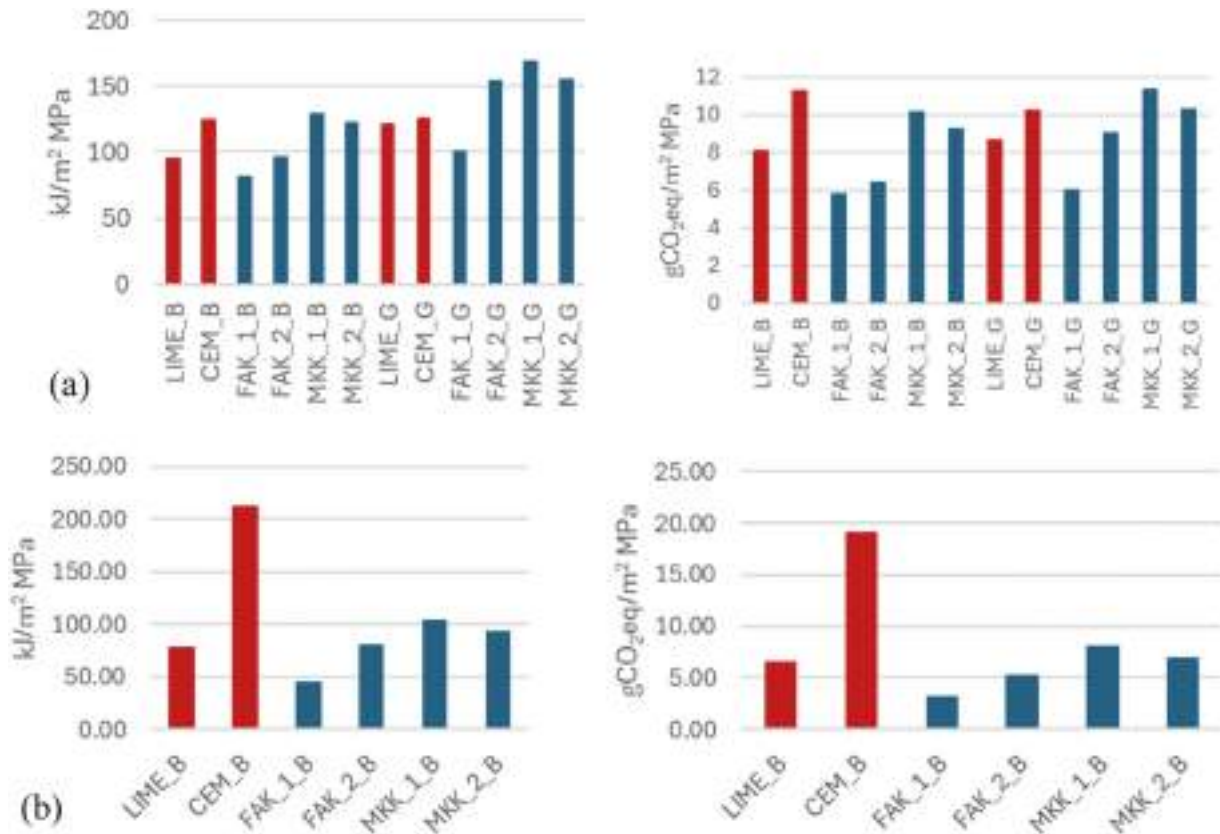 200
150
100
50
0
kJ/m² MPa
LIME_B
CEM_B
FAK_1_B
FAK_2_B
MKK_1_B
MKK_2_B
LIME_G
CEM_G
FAK_1_G
FAK_2_G
MKK_1_G
MKK_2_G
12
10
8
6
4
2
0
gCO₂eq/m² MPa
LIME_B
CEM_B
FAK_1_B
FAK_2_B
MKK_1_B
MKK_2_B
LIME_G
CEM_G
FAK_1_G
FAK_2_G
MKK_1_G
MKK_2_G
(a)
250.00
200.00
150.00
100.00
50.00
0.00
kJ/m² MPa
LIME_B
CEM_B
FAK_1_B
FAK_2_B
MKK_1_B
MKK_2_B
25.00
20.00
15.00
10.00
5.00
0.00
gCO₂eq/m² MPa
LIME_B
CEM_B
FAK_1_B
FAK_2_B
MKK_1_B
MKK_2_B
(b)